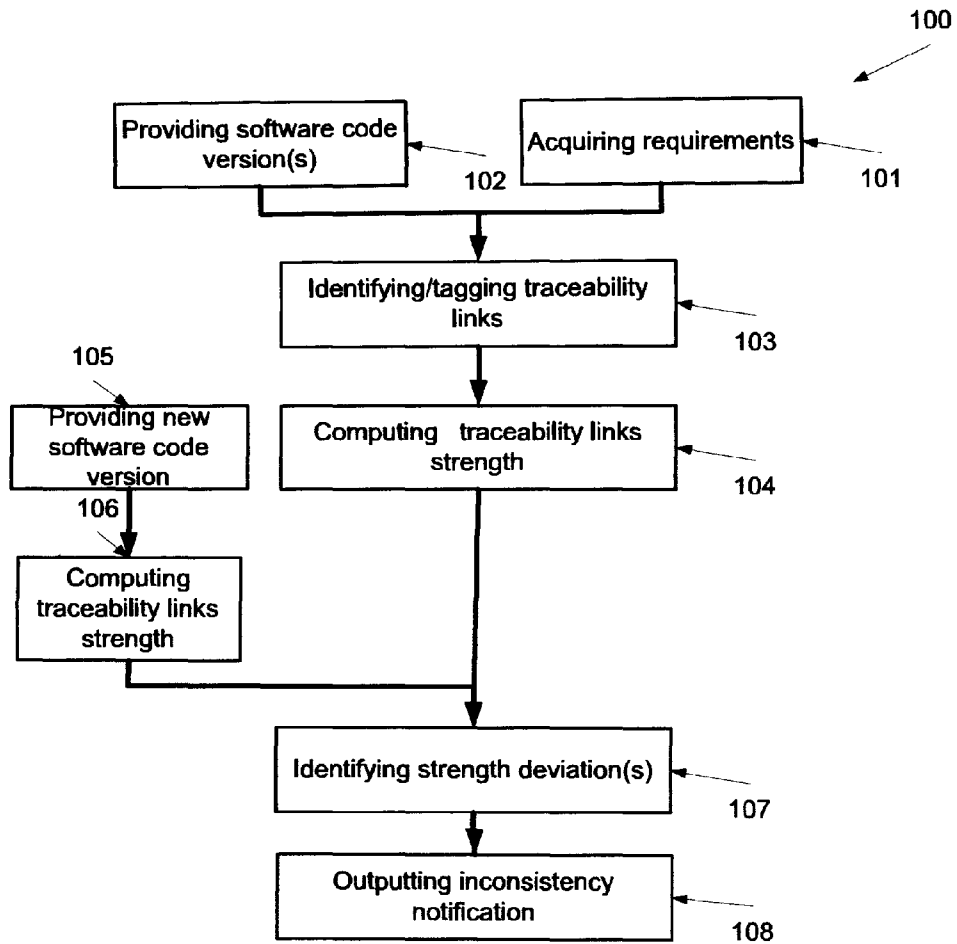 100
Providing software code
version(s)
102
Acquiring requirements
101
Identifying/tagging traceability
links
103
105
Providing new
software code
version
Computing traceability links
strength
104
106
Computing
traceability links
strength
Identifying strength deviation(s)
107
Outputting inconsistency
notification
108